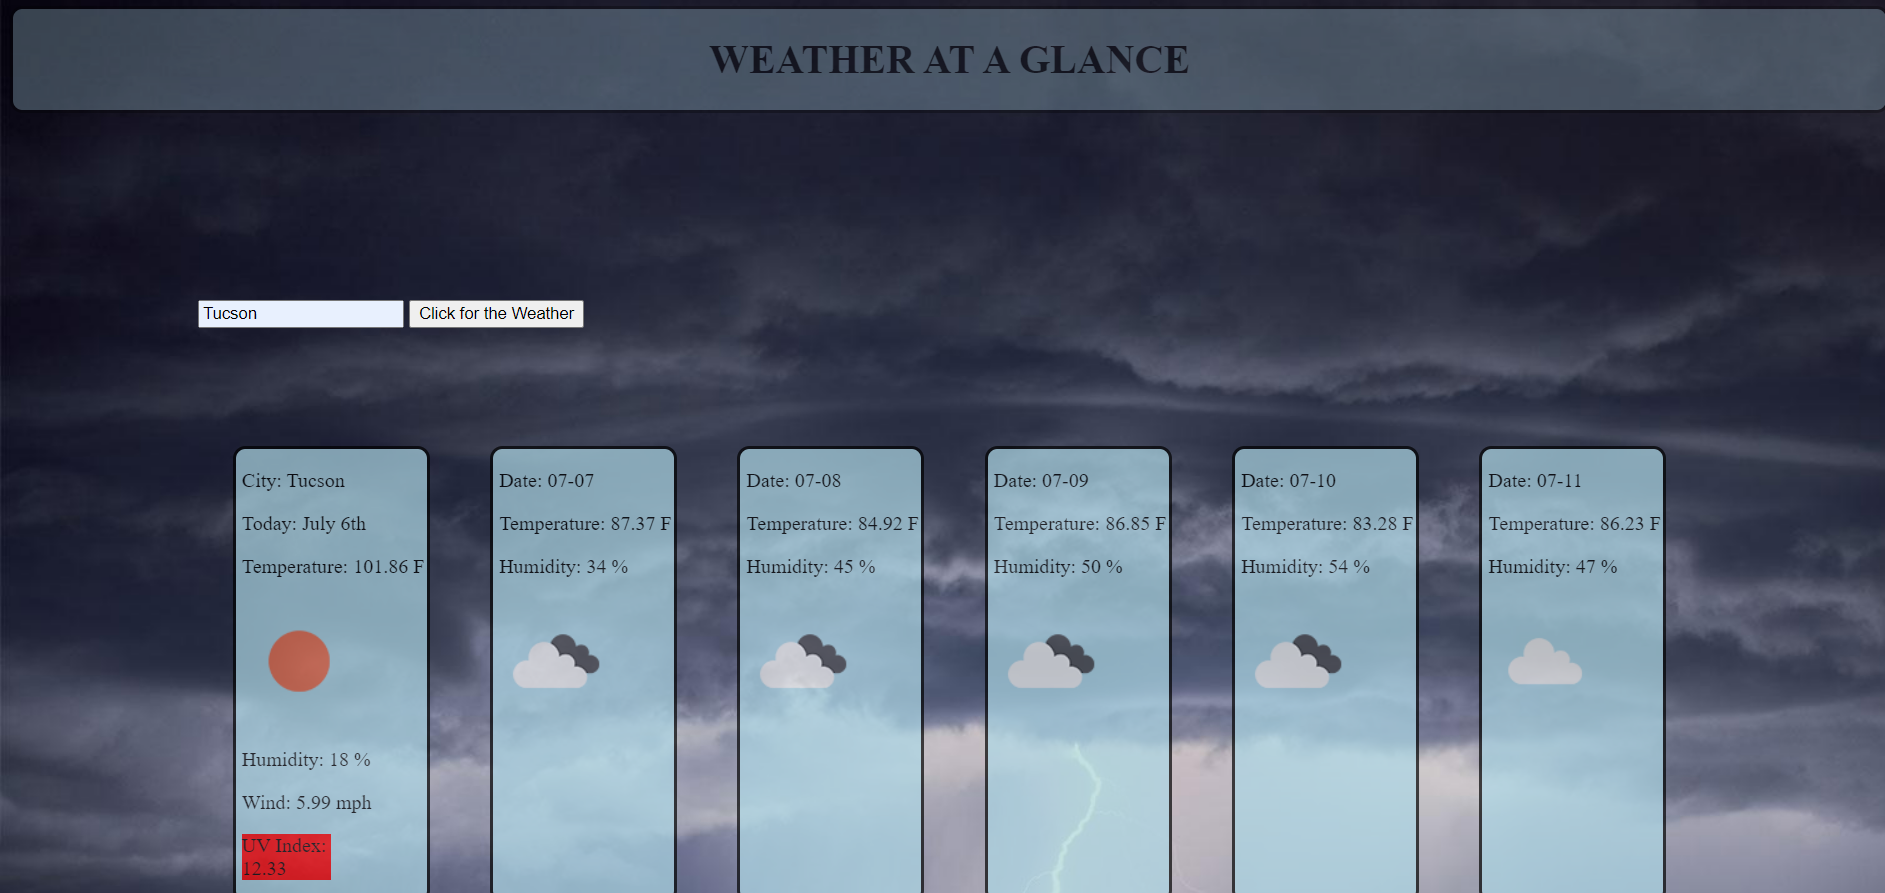 WEATHER AT A GLANCE
Tucson
Click for the Weather
City: Tucson
Today: July 6th
Temperature: 101.86 F
Humidity: 18 %
Wind: 5.99 mph
UV Index:
12.33
Date: 07-07
Temperature: 87.37 F
Humidity: 34 %
Date: 07-08
Temperature: 84.92 F
Humidity: 45 %
Date: 07-09
Temperature: 86.85 F
Humidity: 50 %
Date: 07-10
Temperature: 83.28 F
Humidity: 54 %
Date: 07-11
Temperature: 86.23 F
Humidity: 47 %